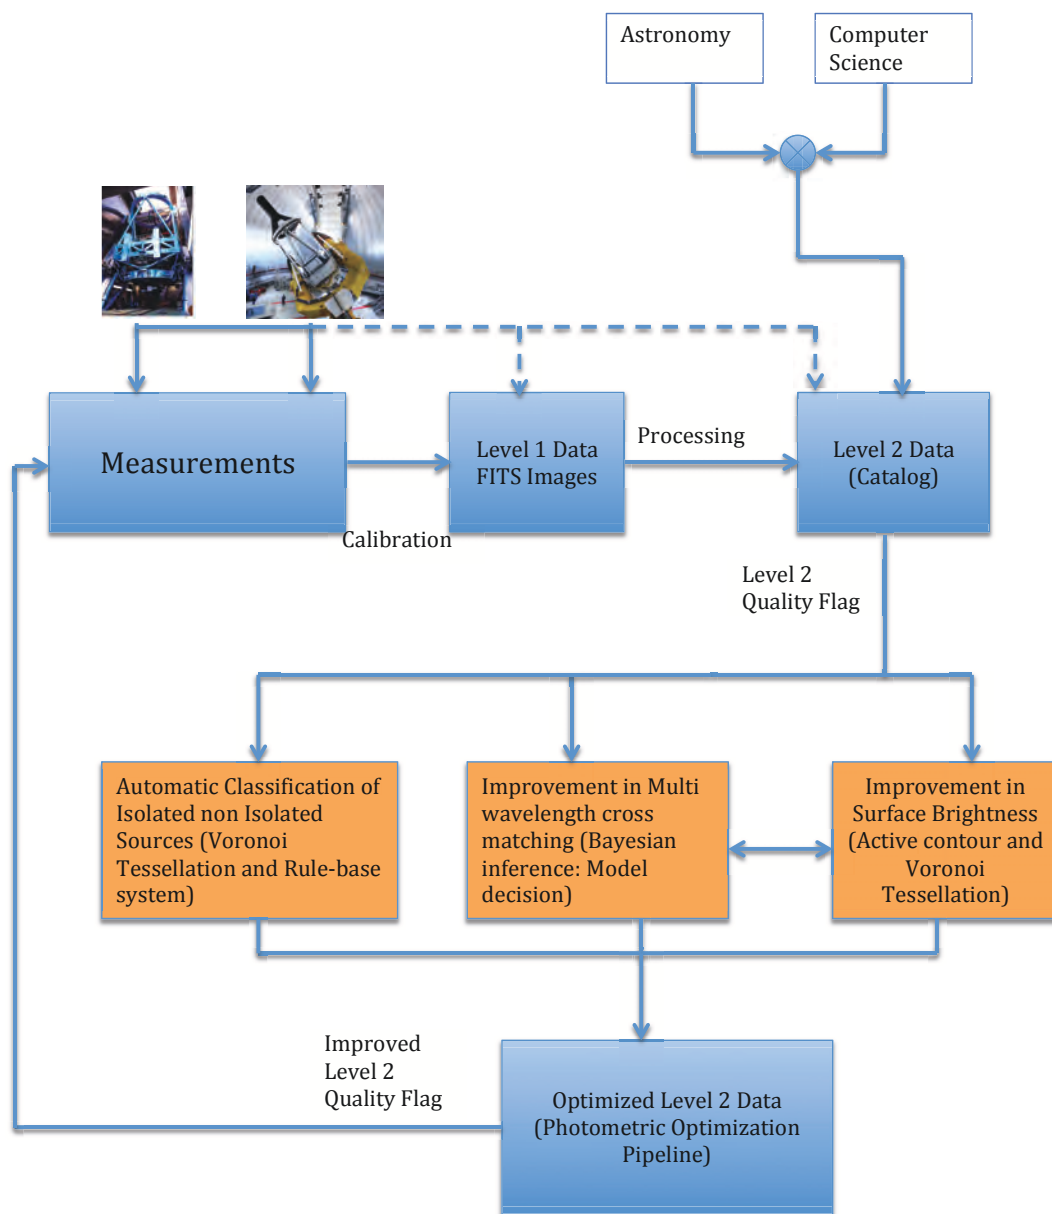 Astronomy
Computer
Science
Measurements
Level 1 Data
FITS Images
Processing
Level 2 Data
(Catalog)
Calibration
Level 2
Quality Flag
Automatic Classification of
Isolated non Isolated
Sources (Voronoi
Tessellation and Rule-base
system)
Improvement in Multi
wavelength cross
matching (Bayesian
inference: Model
decision)
Improvement in
Surface Brightness
(Active contour and
Voronoi
Tessellation)
Improved
Level 2
Quality Flag
Optimized Level 2 Data
(Photometric Optimization
Pipeline)